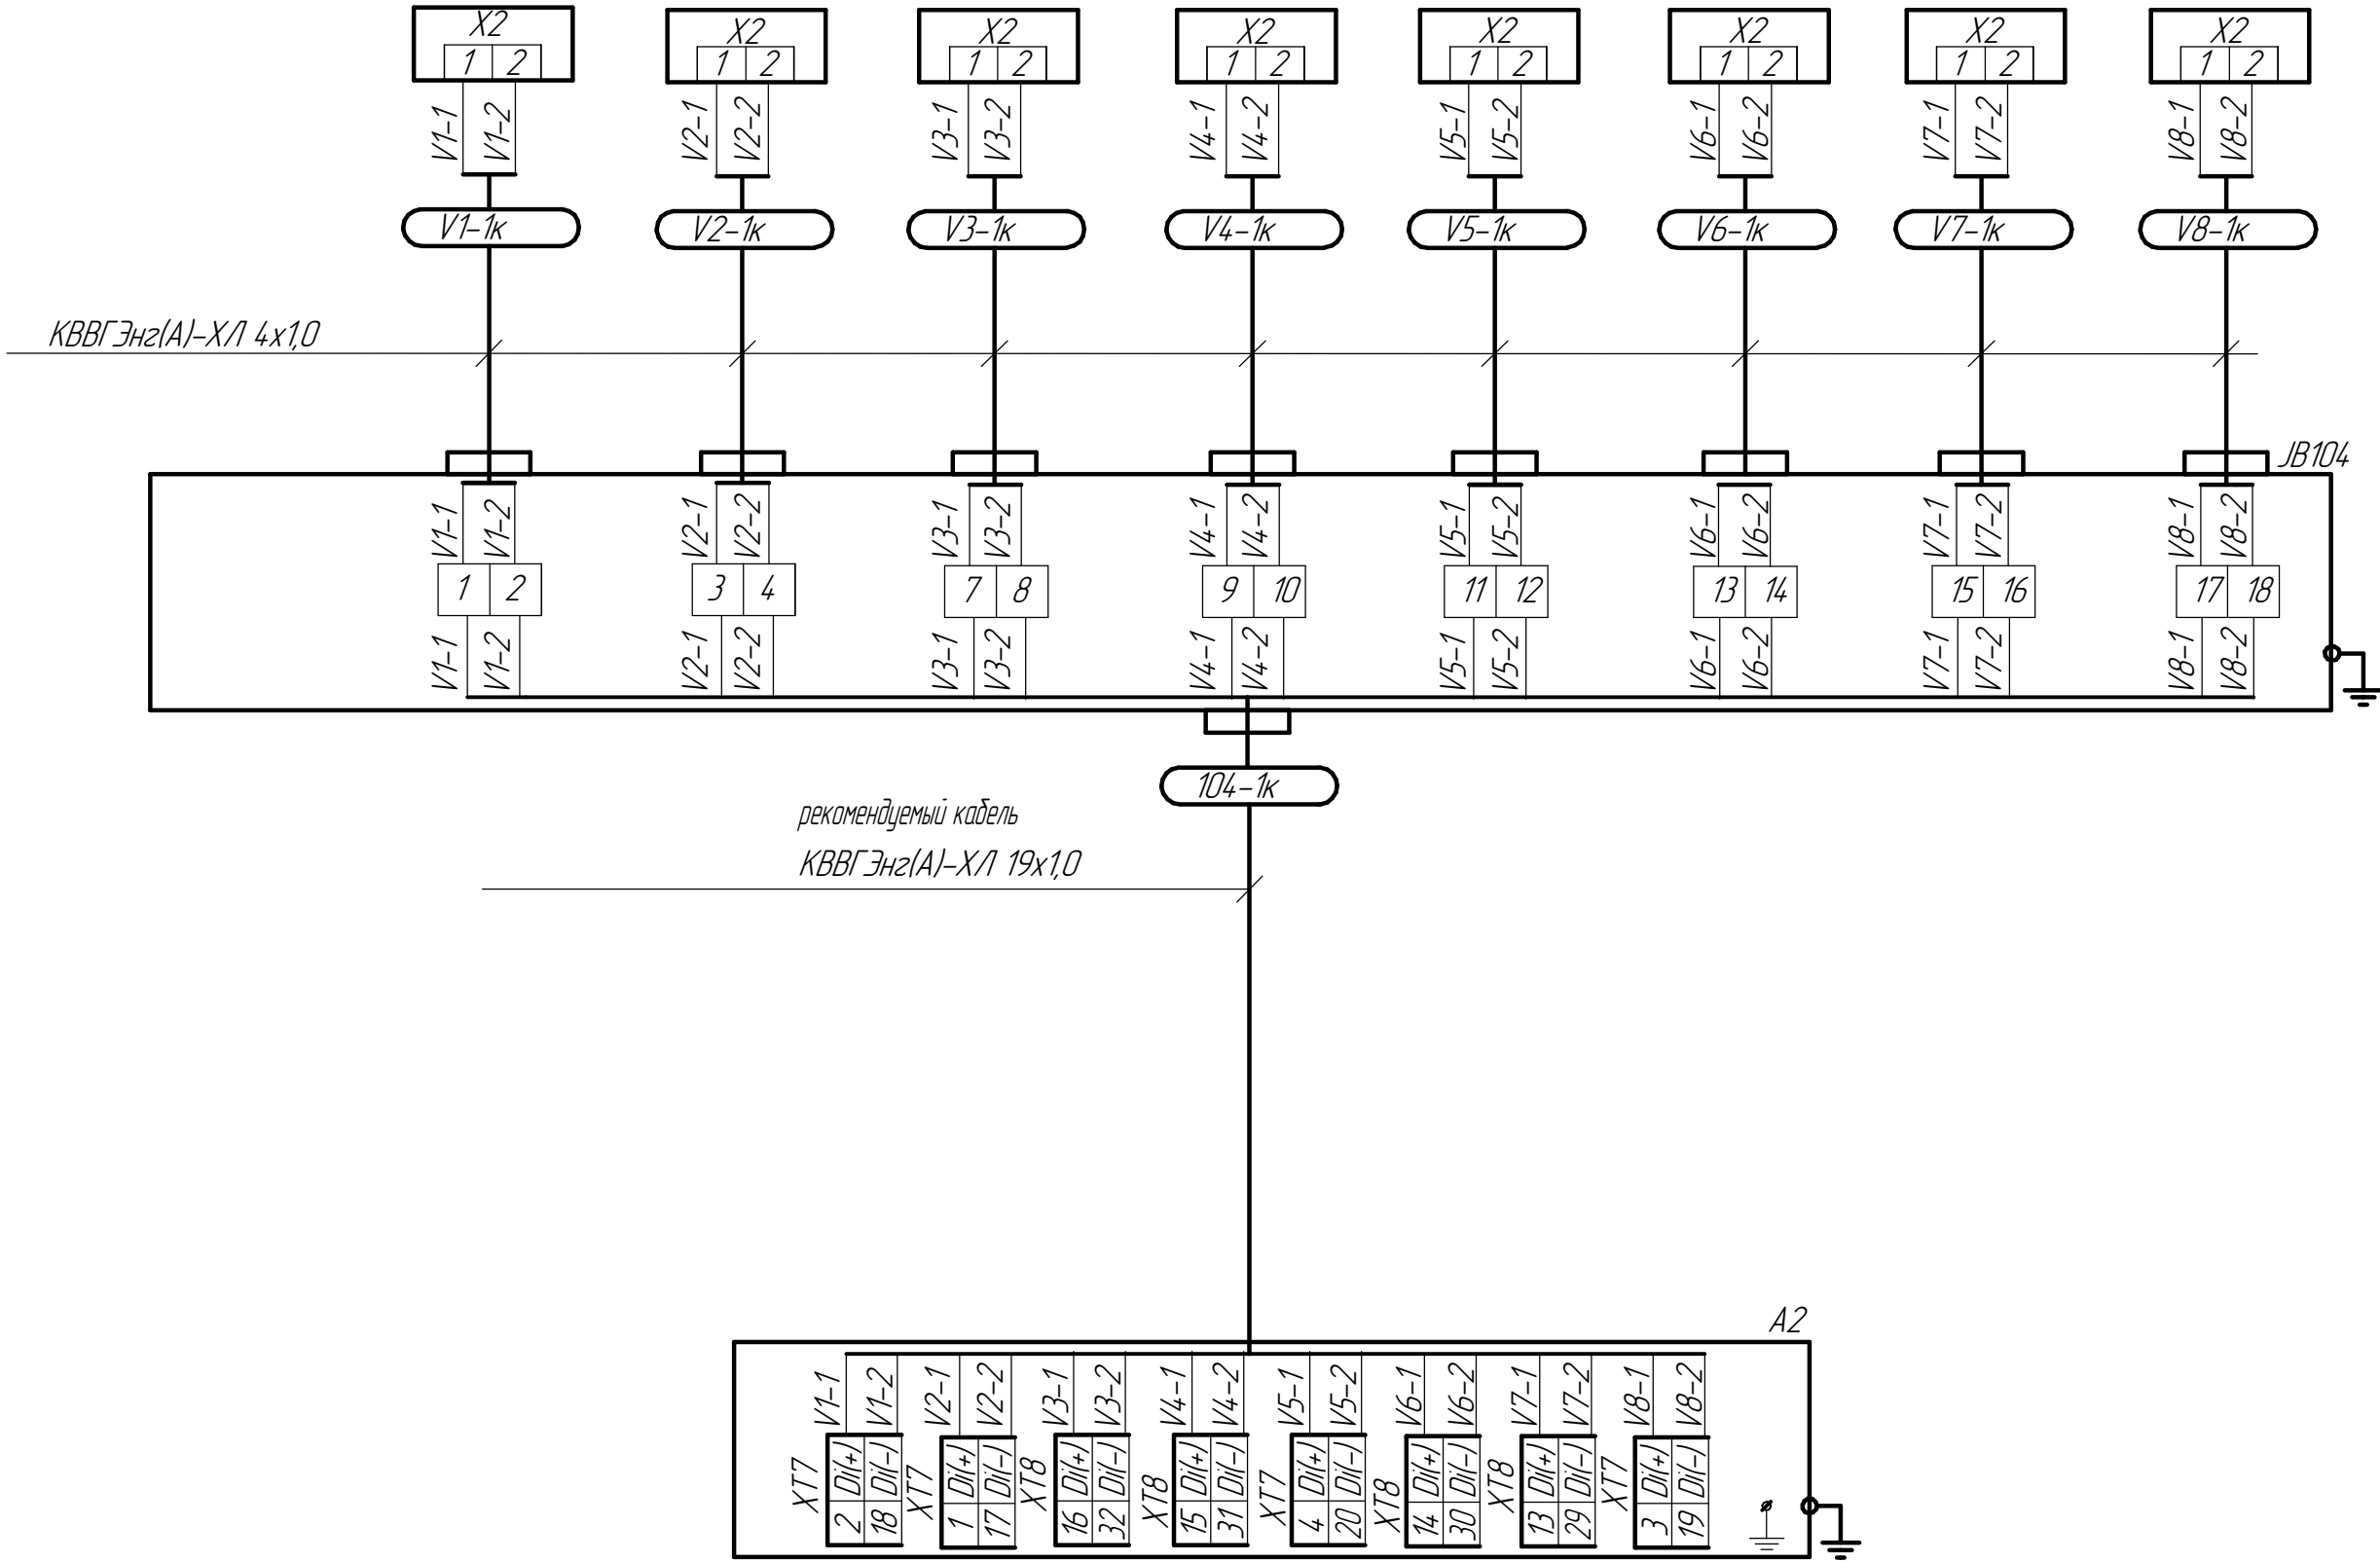 X2 X2 X2 X2 X2 X2 X2 X2
1 2 1 2 1 2 1 2 1 2 1 2 1 2 1 2
V1-1 V1-2 V2-1 V2-2 V3-1 V3-2 V4-1 V4-2 V5-1 V5-2 V6-1 V6-2 V7-1 V7-2 V8-1 V8-2
V1-1к V2-1к V3-1к V4-1к V5-1к V6-1к V7-1к V8-1к
КВВГЭнг(А)-ХЛ 4х1,0
JB104
V1-1 V1-2 V2-1 V2-2 V3-1 V3-2 V4-1 V4-2 V5-1 V5-2 V6-1 V6-2 V7-1 V7-2 V8-1 V8-2
1 2 3 4 7 8 9 10 11 12 13 14 15 16 17 18
V1-1 V1-2 V2-1 V2-2 V3-1 V3-2 V4-1 V4-2 V5-1 V5-2 V6-1 V6-2 V7-1 V7-2 V8-1 V8-2
104-1к
рекомендуемый кабель
КВВГЭнг(А)-ХЛ 19х1,0
A2
V1-1 V1-2 V2-1 V2-2 V3-1 V3-2 V4-1 V4-2 V5-1 V5-2 V6-1 V6-2 V7-1 V7-2 V8-1 V8-2
XT7 XT7 XT8 XT8 XT7 XT8 XT8 XT7
Di(+) Di(-) Di(+) Di(-) Di(+) Di(-) Di(+) Di(-) Di(+) Di(-) Di(+) Di(-) Di(+) Di(-) Di(+) Di(-)
2 18 1 17 16 32 15 31 4 20 14 30 13 29 3 19